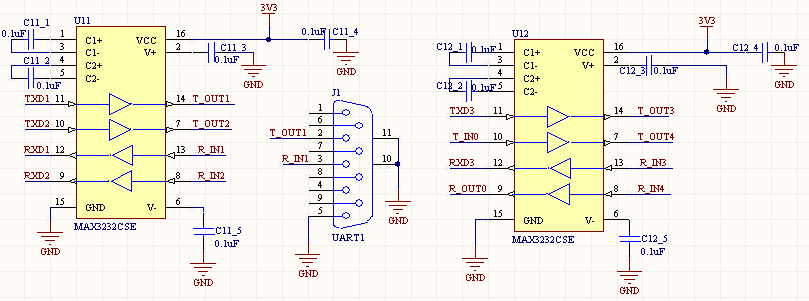 U11
C11_1
0.1uF
1
3
C11_2
4
5
0.1uF
C1+
C1-
C2+
C2-
VCC
V+
16
2
3V3
C11_4
0.1uF
GND
C11_3
0.1uF
GND
TXD1 11
14 T_OUT1
TXD2 10
7 T_OUT2
RXD1 12
13 R_IN1
RXD2 9
8 R_IN2
15
GND
V-
6
GND
MAX3232CSE
C11_5
0.1uF
GND
J1
1
6
T_OUT1 2
7
R_IN1 3
8
4
9
5
11
10
GND
UART1
GND
U12
C12_1
0.1uF
1
3
4
C12_2
0.1uF
5
C1+
C1-
C2+
C2-
VCC
V+
16
2
3V3
C12_4
0.1uF
GND
C12_3
0.1uF
GND
TXD3 11
14 T_OUT3
T_IN0 10
7 T_OUT4
RXD3 12
13 R_IN3
R_OUT0 9
8 R_IN4
15
GND
V-
6
GND
MAX3232CSE
C12_5
0.1uF
GND